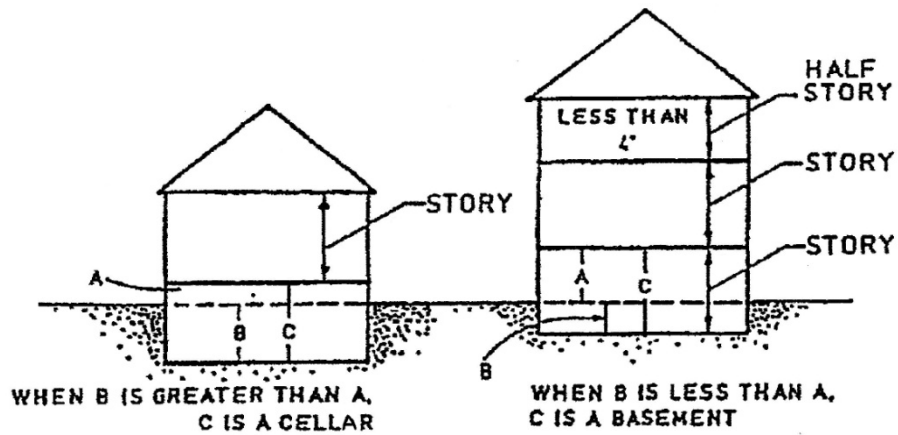 HALF
STORY
LESS THAN
4'
STORY
STORY
STORY
A
B
C
A
C
B
WHEN B IS GREATER THAN A,
C IS A CELLAR
WHEN B IS LESS THAN A,
C IS A BASEMENT